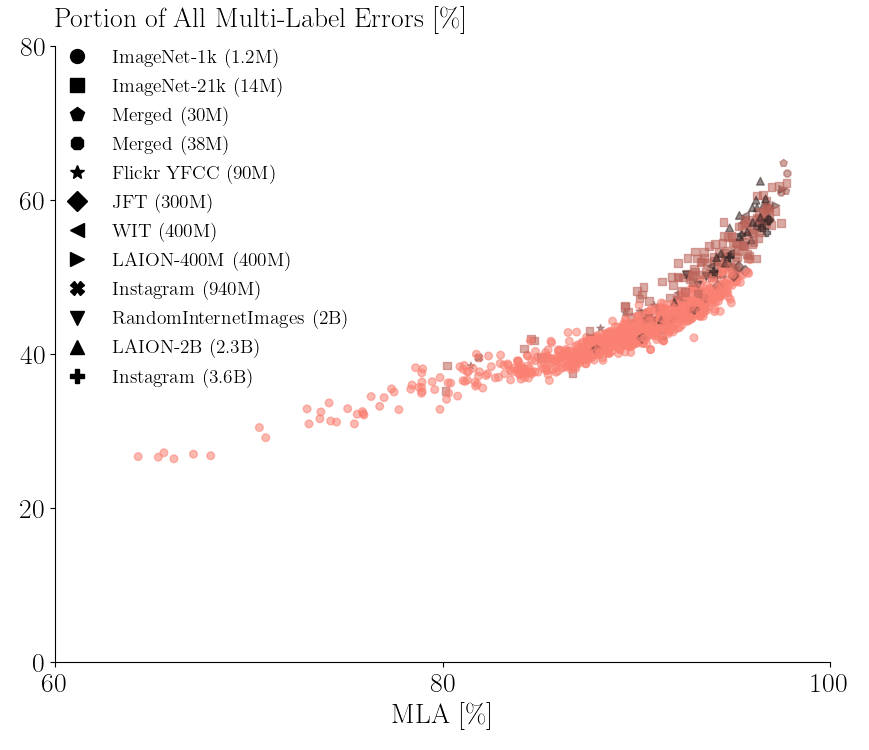 Portion of All Multi-Label Errors [%]
80
ImageNet-1k (1.2M)
ImageNet-21k (14M)
Merged (30M)
Merged (38M)
Flickr YFCC (90M)
60
JFT (300M)
WIT (400M)
LAION-400M (400M)
Instagram (940M)
RandomInternetImages (2B)
40
LAION-2B (2.3B)
Instagram (3.6B)
20
0
60
80
100
MLA [%]